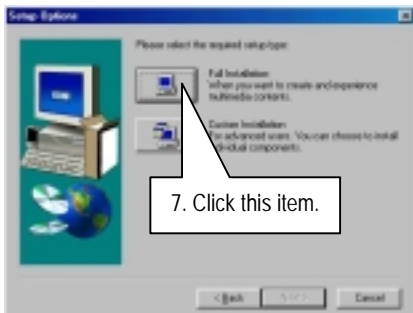 Setup Options
Please select the required setup type:
Full Installation
When you want to create and experience
multimedia contents.
Custom Installation
For advanced users. You can choose to install
individual components.
7. Click this item.
< Back
Cancel